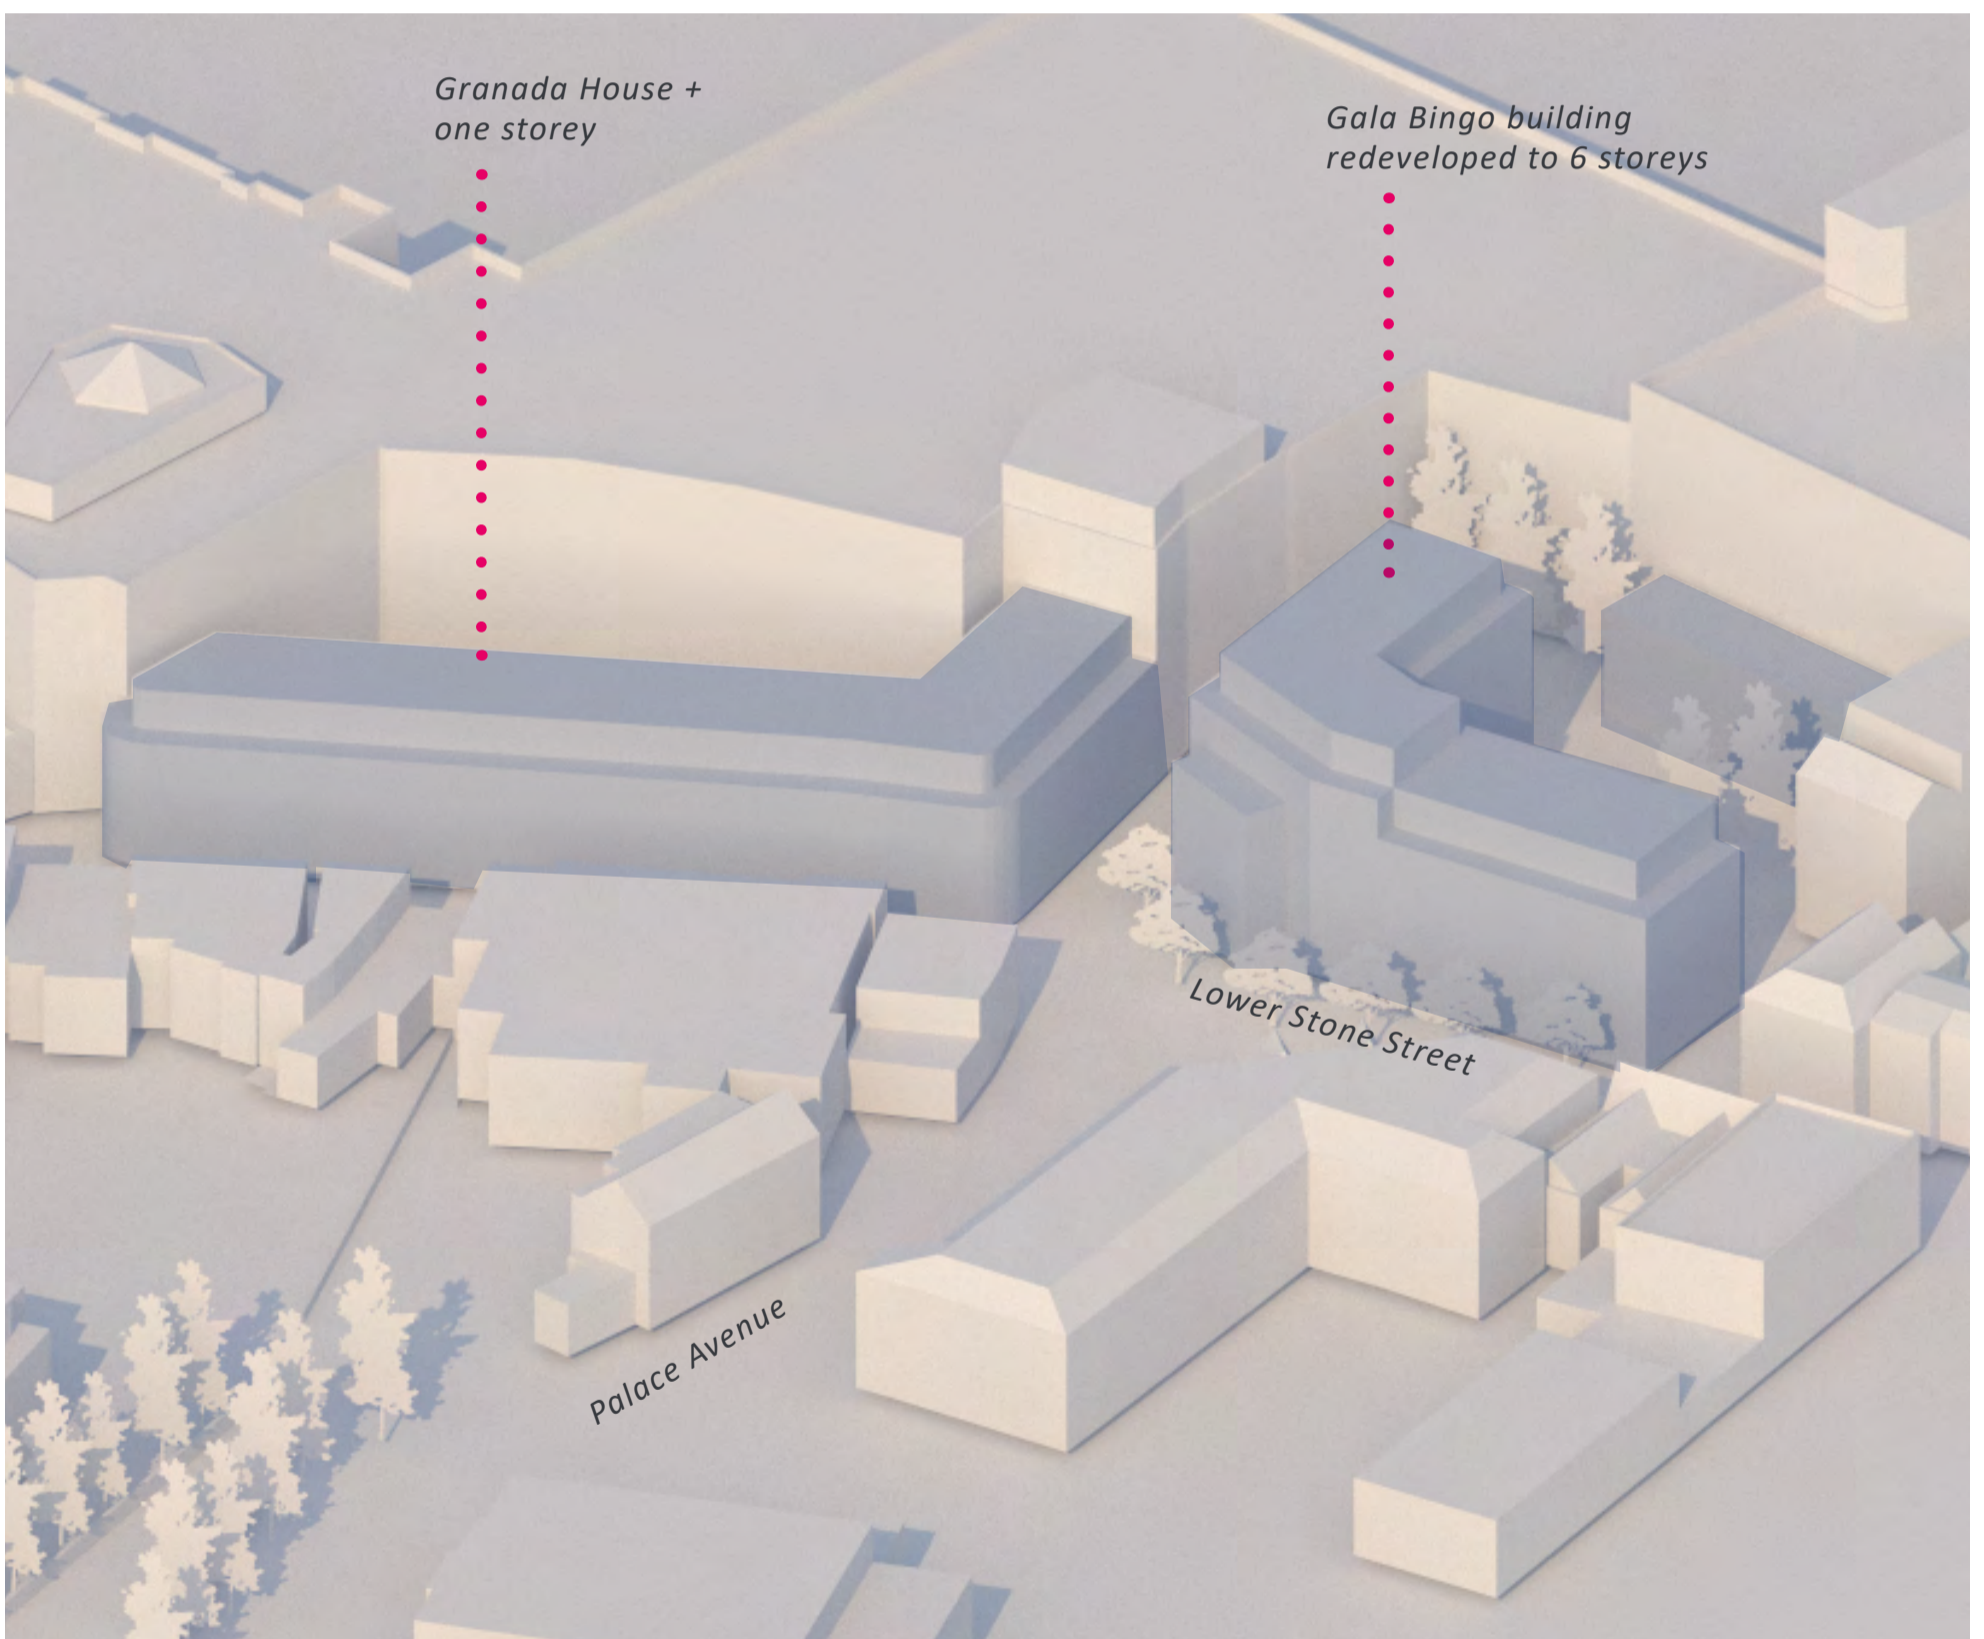 Granada House +
one storey
Gala Bingo building
redeveloped to 6 storeys
Lower Stone Street
Palace Avenue